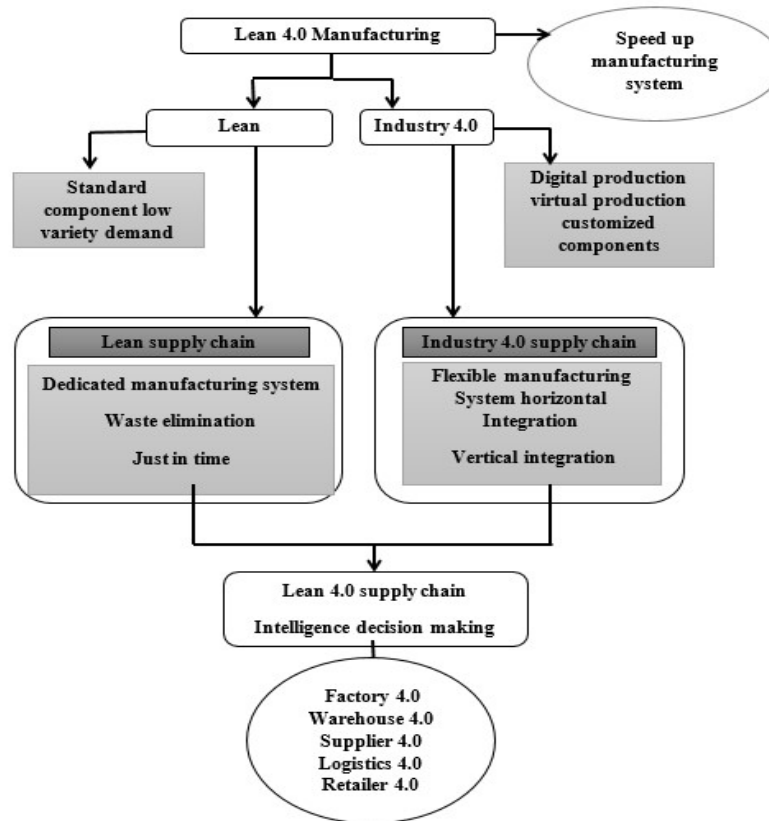 Lean 4.0 Manufacturing
Speed up
manufacturing
system
Lean
Industry 4.0
Standard
component low
variety demand
Digital production
virtual production
customized
components
Lean supply chain
Dedicated manufacturing system
Waste elimination
Just in time
Industry 4.0 supply chain
Flexible manufacturing
System horizontal
Integration
Vertical integration
Lean 4.0 supply chain
Intelligence decision making
Factory 4.0
Warehouse 4.0
Supplier 4.0
Logistics 4.0
Retailer 4.0